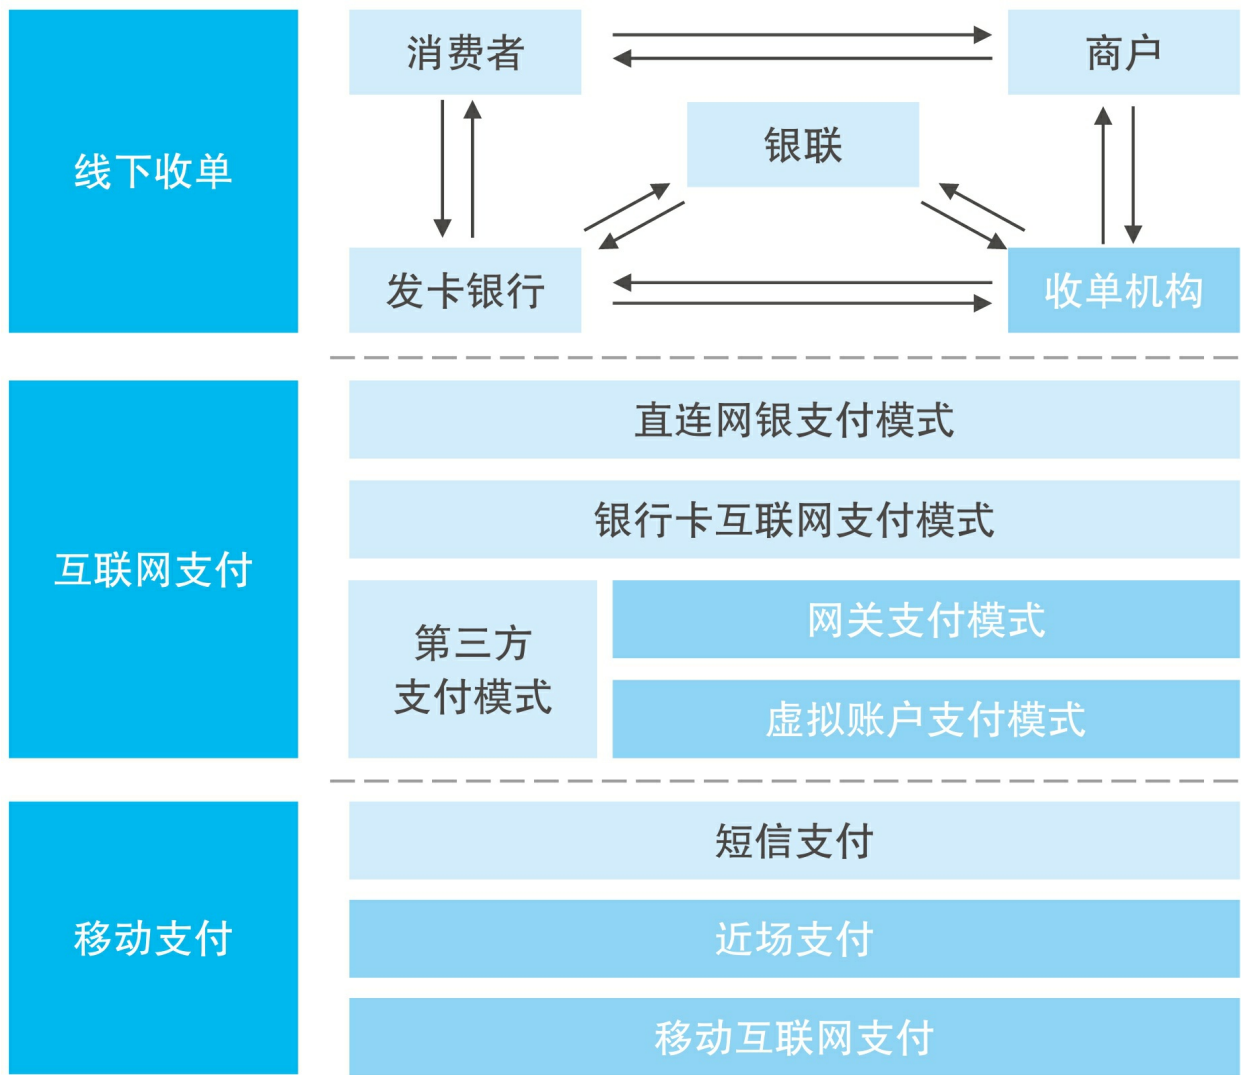 消费者
商户
线下收单
银联
发卡银行
收单机构
互联网支付
直连网银支付模式
银行卡互联网支付模式
第三方
支付模式
网关支付模式
虚拟账户支付模式
移动支付
短信支付
近场支付
移动互联网支付